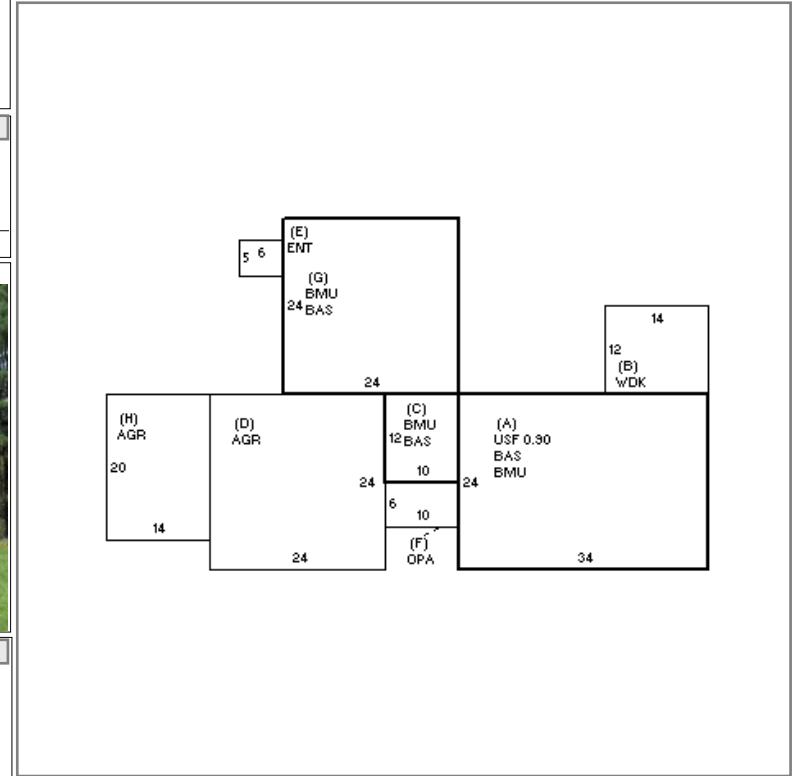 (E)
ENT
5 6
(G)
BMU
24 BAS
24
14
12
(B)
WDK
(H)
AGR
20
14
(D)
AGR
24
24
(C)
BMU
12 BAS
10
6
10
(F)
OPA
(A)
USF 0.90
BAS
BMU
24
34